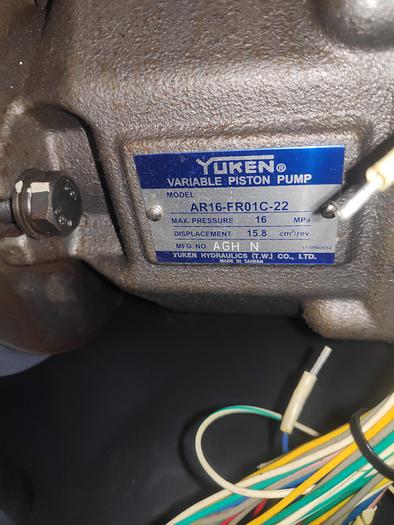 YUKEN®
VARIABLE PISTON PUMP
MODEL
AR16-FR01C-22
MAX. PRESSURE 16 MPa
DISPLACEMENT 15.8 cm³/rev
MFG. NO. AGH N
YUKEN HYDRAULICS (T.W.) CO., LTD.
MADE IN TAIWAN